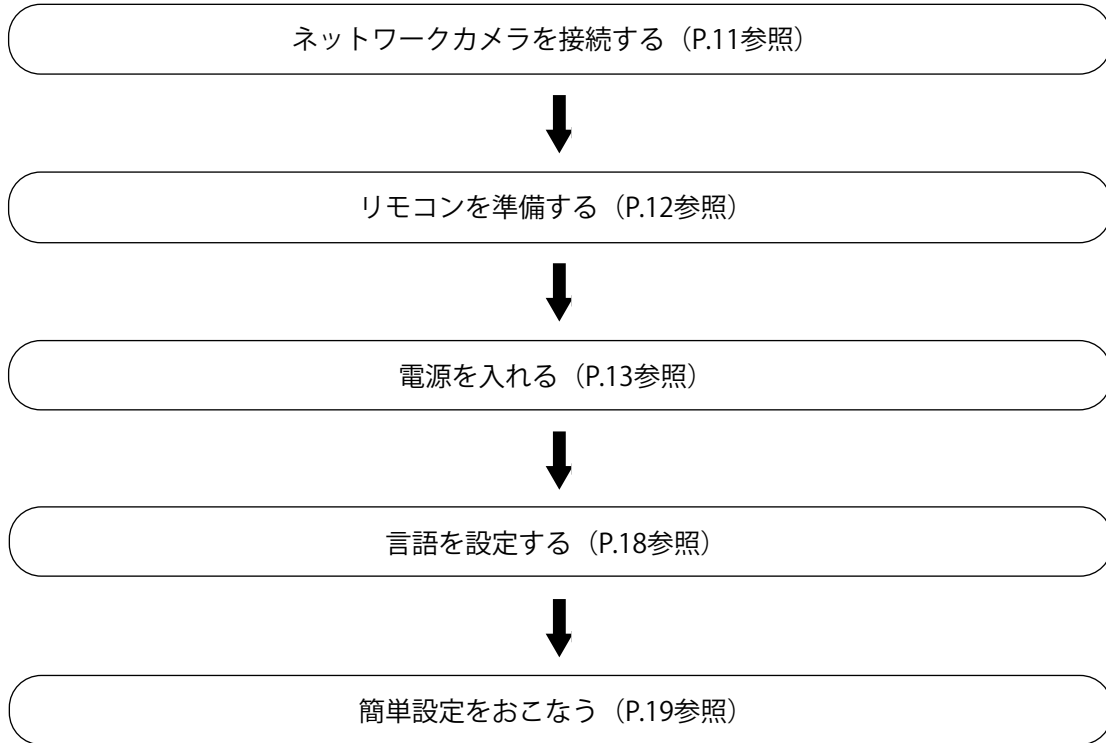 ネットワークカメラを接続する（P.11参照）
リモコンを準備する（P.12参照）
電源を入れる（P.13参照）
言語を設定する（P.18参照）
簡単設定をおこなう（P.19参照）